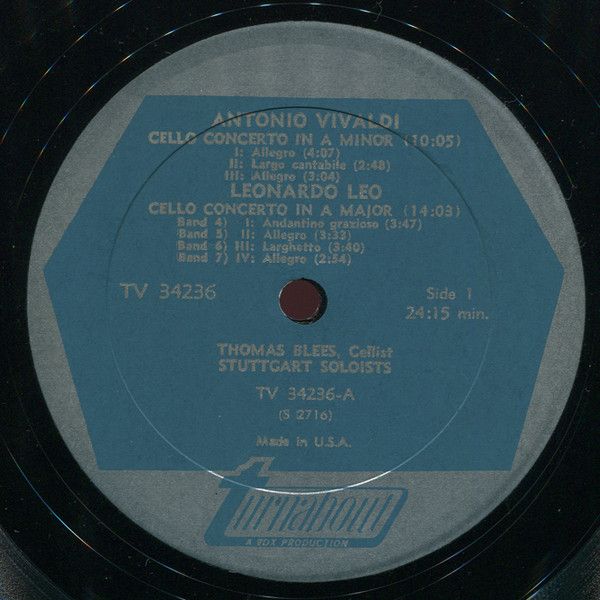 ANTONIO VIVALDI
CELLO CONCERTO IN A MINOR (10:05)
I: Allegro (4:07)
II: Largo cantabile (2:48)
III: Allegro (3:04)
LEONARDO LEO
CELLO CONCERTO IN A MAJOR (14:03)
Band 4) I: Andantino grazioso (3:47)
Band 5) II: Allegro (3:33)
Band 6) III: Larghetto (3:40)
Band 7) IV: Allegro (2:54)
TV 34236
Side 1
24:15 min.
THOMAS BLEES, Cellist
STUTTGART SOLOISTS
TV 34236-A
(S 2716)
Made in U.S.A.
turnabout
A VOX PRODUCTION